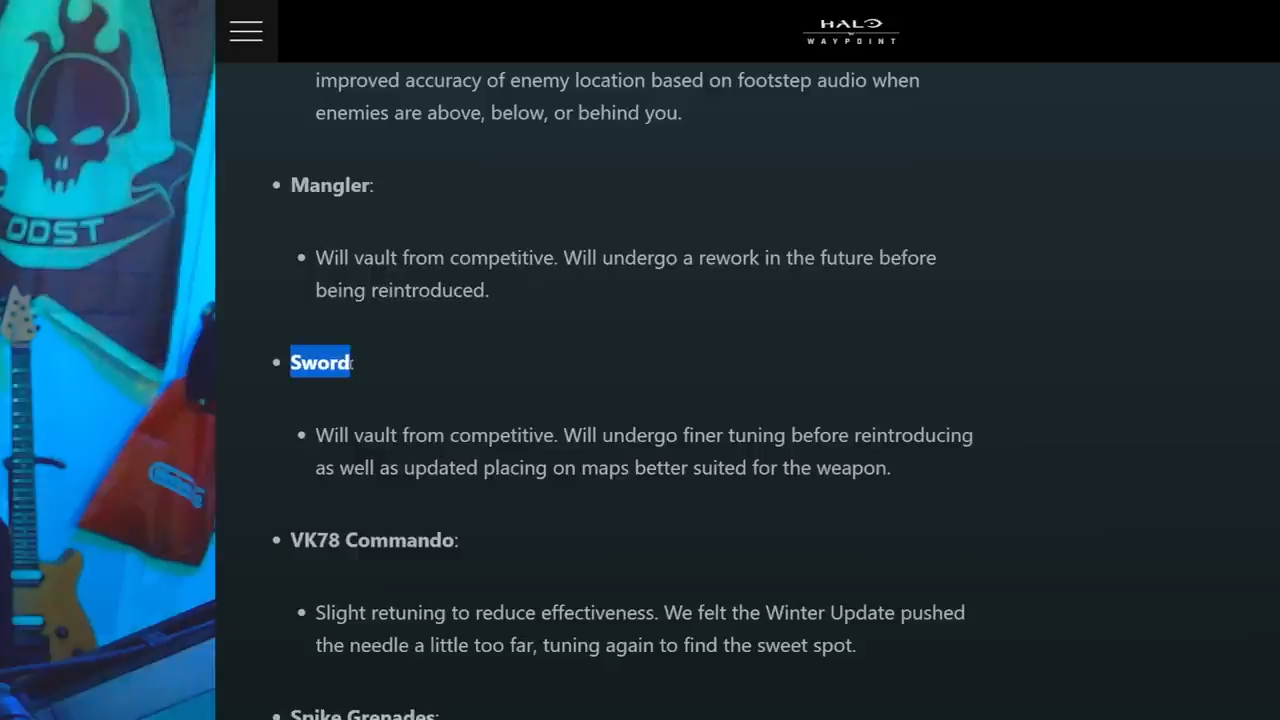 ODST
HALO
WAYPOINT
improved accuracy of enemy location based on footstep audio when
enemies are above, below, or behind you.
• Mangler:
• Will vault from competitive. Will undergo a rework in the future before
being reintroduced.
• Sword:
• Will vault from competitive. Will undergo finer tuning before reintroducing
as well as updated placing on maps better suited for the weapon.
• VK78 Commando:
• Slight retuning to reduce effectiveness. We felt the Winter Update pushed
the needle a little too far, tuning again to find the sweet spot.
• Spike Grenades: